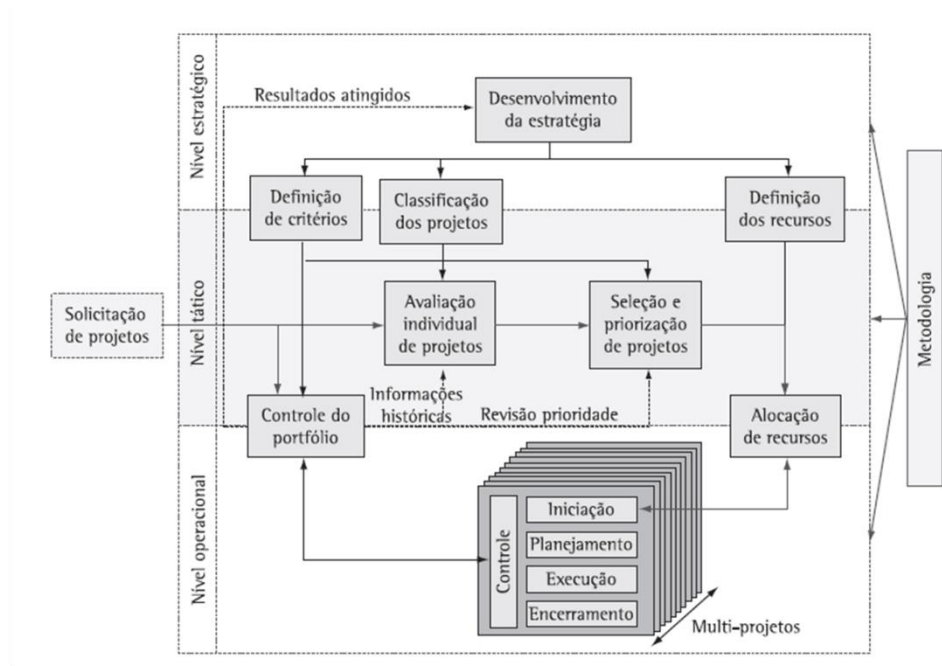 Nível estratégico
Resultados atingidos
Desenvolvimento
da estratégia
Definição
de critérios
Classificação
dos projetos
Definição
dos recursos
Solicitação
de projetos
Nível tático
Avaliação
individual
de projetos
Seleção e
priorização
de projetos
Metodologia
Informações
históricas
Revisão prioridade
Controle do
portfólio
Alocação
de recursos
Nível operacional
Controle
Iniciação
Planejamento
Execução
Encerramento
Multi-projetos